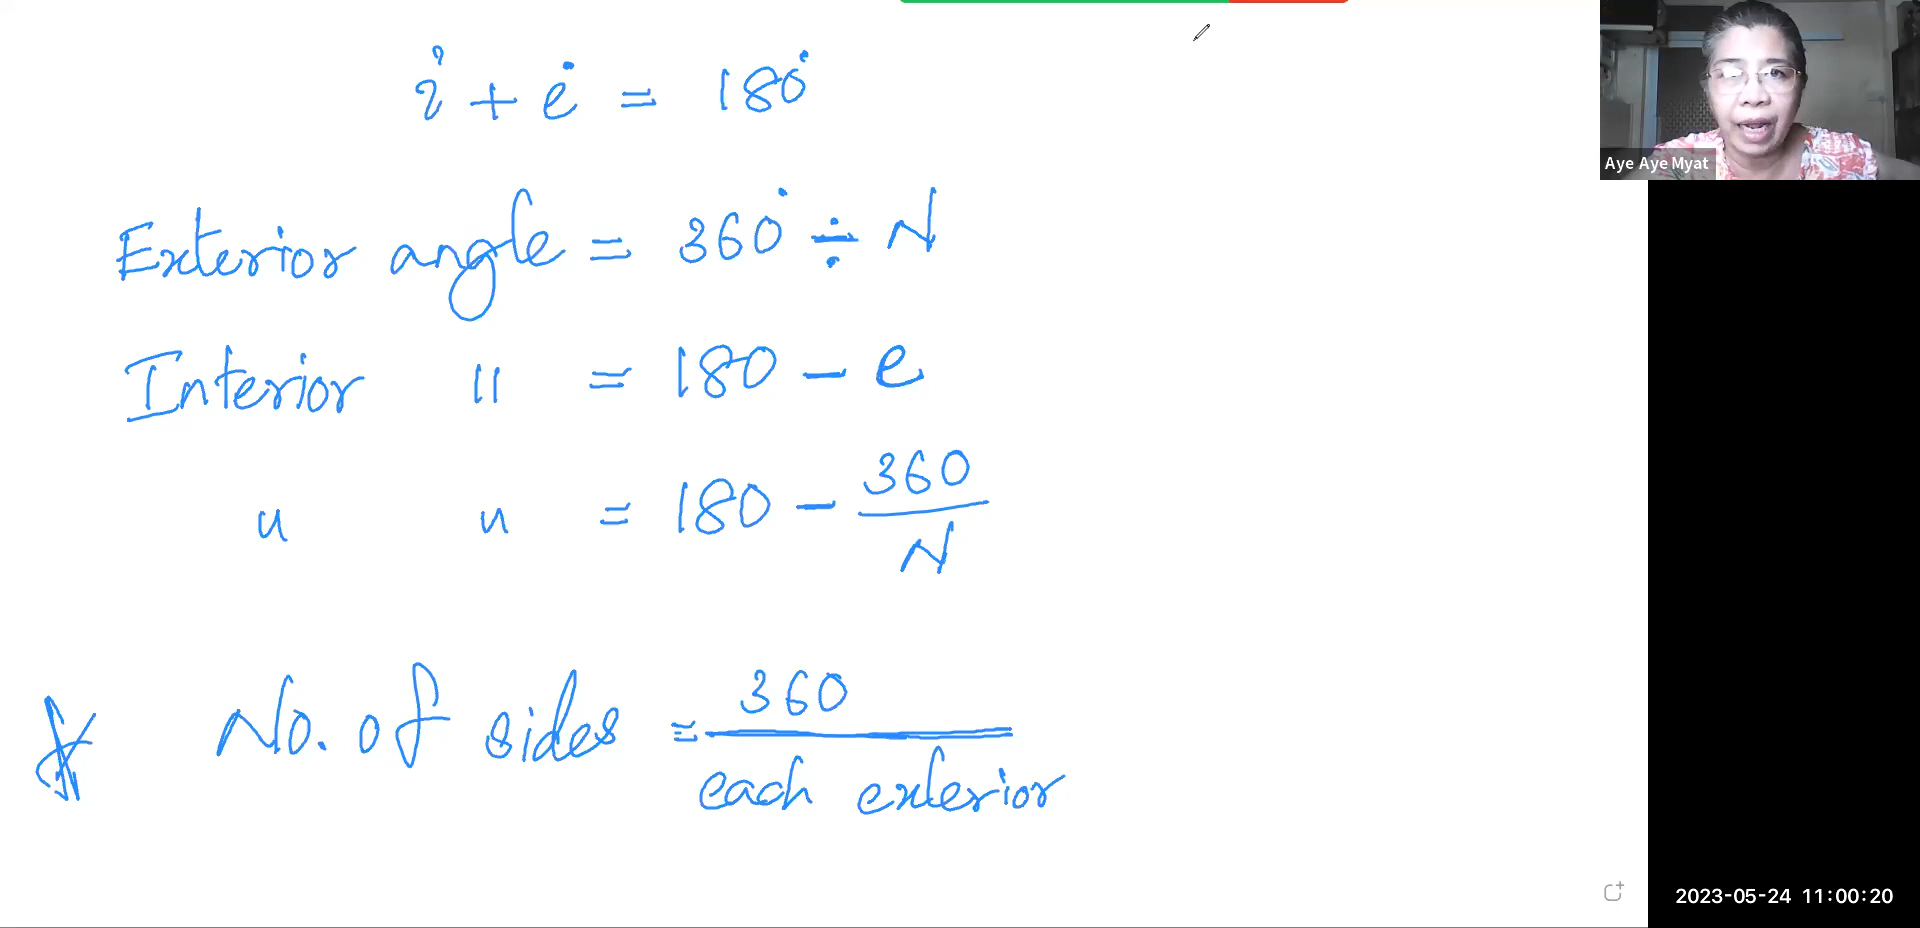 i° + e° = 180°
Exterior angle = 360° ÷ N
Interior 〃 = 180 - e
〃 〃 = 180 - 360/N
* No. of sides = 360/each exterior
Aye Aye Myat
2023-05-24 11:00:20